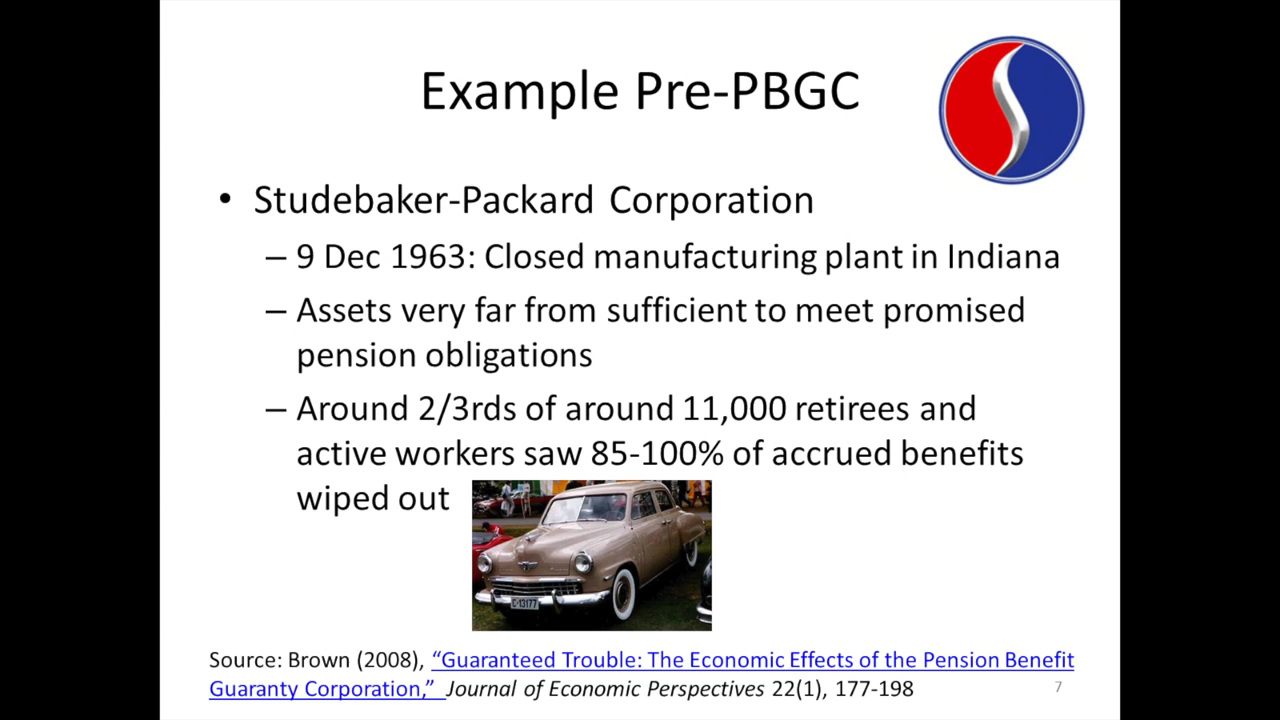 Example Pre-PBGC
• Studebaker-Packard Corporation
– 9 Dec 1963: Closed manufacturing plant in Indiana
– Assets very far from sufficient to meet promised
pension obligations
– Around 2/3rds of around 11,000 retirees and
active workers saw 85-100% of accrued benefits
wiped out
C-13177
Source: Brown (2008), “Guaranteed Trouble: The Economic Effects of the Pension Benefit
Guaranty Corporation,” Journal of Economic Perspectives 22(1), 177-198
7